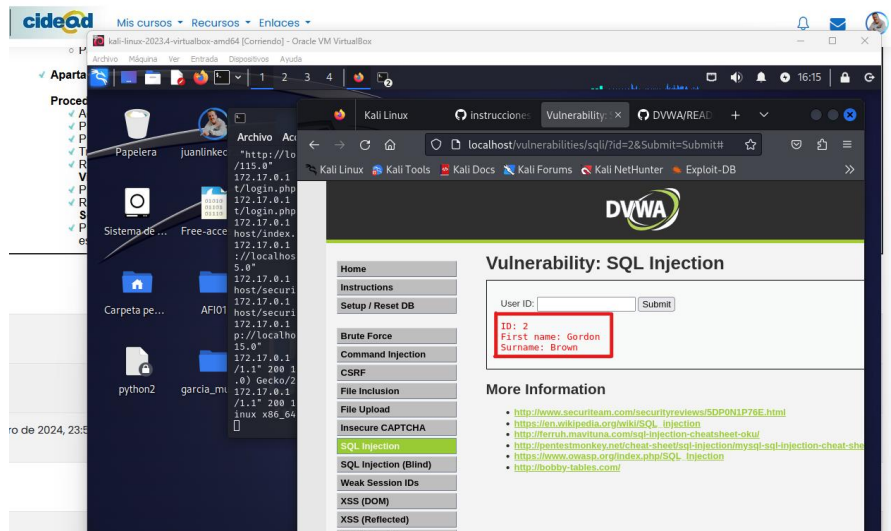 cidead
Mis cursos Recursos Enlaces
kali-linux-2023.4-virtualbox-amd64 [Corriendo] - Oracle VM VirtualBox
Archivo Máquina Ver Entrada Dispositivos Ayuda
1 2 3 4
16:15
Aparta
Proced
Papelera
juanlinkec
Sistema de ...
Free-acce
Carpeta pe...
AFI01
python2
garcia_mu
ro de 2024, 23:5
Archivo Acc
"http://lo
/115.0"
172.17.0.1
t/login.php
172.17.0.1
t/login.php
172.17.0.1
host/index.
172.17.0.1
://localhos
5.0"
172.17.0.1
host/securi
172.17.0.1
host/securi
172.17.0.1
p://localho
15.0"
172.17.0.1
/1.1" 200 1
.0) Gecko/2
172.17.0.1
/1.1" 200 1
inux x86_64
Kali Linux
instrucciones
Vulnerability:
DVWA/READ
localhost/vulnerabilities/sqli/?id=2&Submit=Submit#
Kali Linux Kali Tools Kali Docs Kali Forums Kali NetHunter Exploit-DB
DVWA
Home
Instructions
Setup / Reset DB
Brute Force
Command Injection
CSRF
File Inclusion
File Upload
Insecure CAPTCHA
SQL Injection
SQL Injection (Blind)
Weak Session IDs
XSS (DOM)
XSS (Reflected)
Vulnerability: SQL Injection
User ID: Submit
ID: 2
First name: Gordon
Surname: Brown
More Information
http://www.securiteam.com/securityreviews/5DP0N1P76E.html
https://en.wikipedia.org/wiki/SQL_injection
http://ferruh.mavituna.com/sql-injection-cheatsheet-oku/
http://pentestmonkey.net/cheat-sheet/sql-injection/mysql-sql-injection-cheat-she
https://www.owasp.org/index.php/SQL_Injection
http://bobby-tables.com/